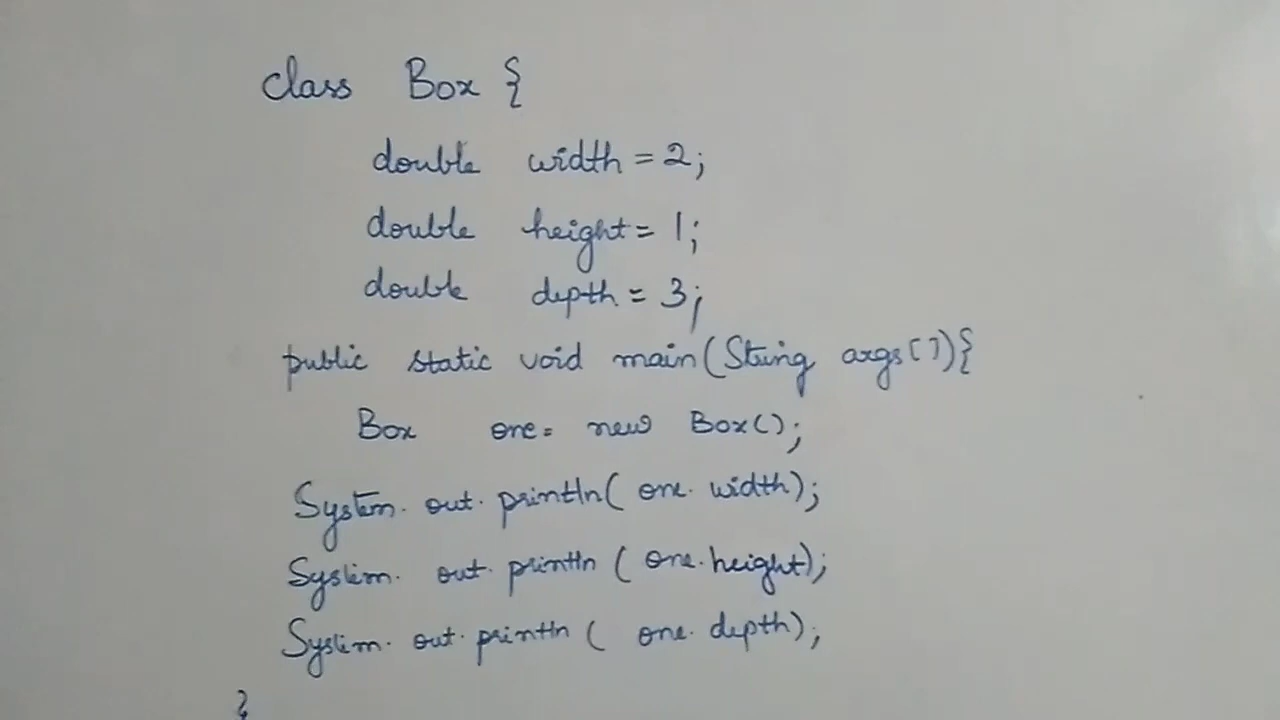 class Box {
double width = 2;
double height = 1;
double depth = 3;
public static void main(String args[]){
Box one = new Box();
System.out.println( one.width);
System.out.println ( one.height);
System.out.println ( one.depth);
}